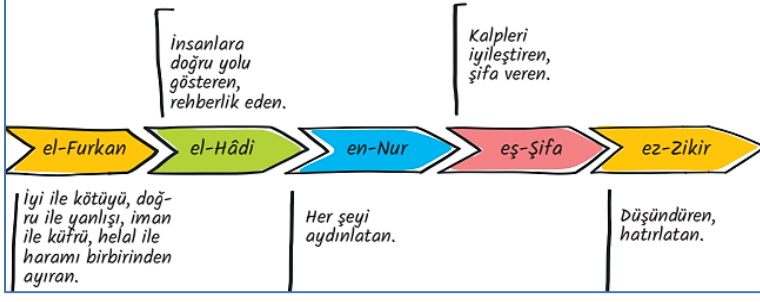 İnsanlara
doğru yolu
gösteren,
rehberlik eden.
Kalpleri
iyileştiren,
şifa veren.
el-Furkan
el-Hâdi
en-Nur
eş-Şifa
ez-Zikir
İyi ile kötüyü, doğ-
ru ile yanlışı, iman
ile küfrü, helal ile
haramı birbirinden
ayıran.
Her şeyi
aydınlatan.
Düşündüren,
hatırlatan.